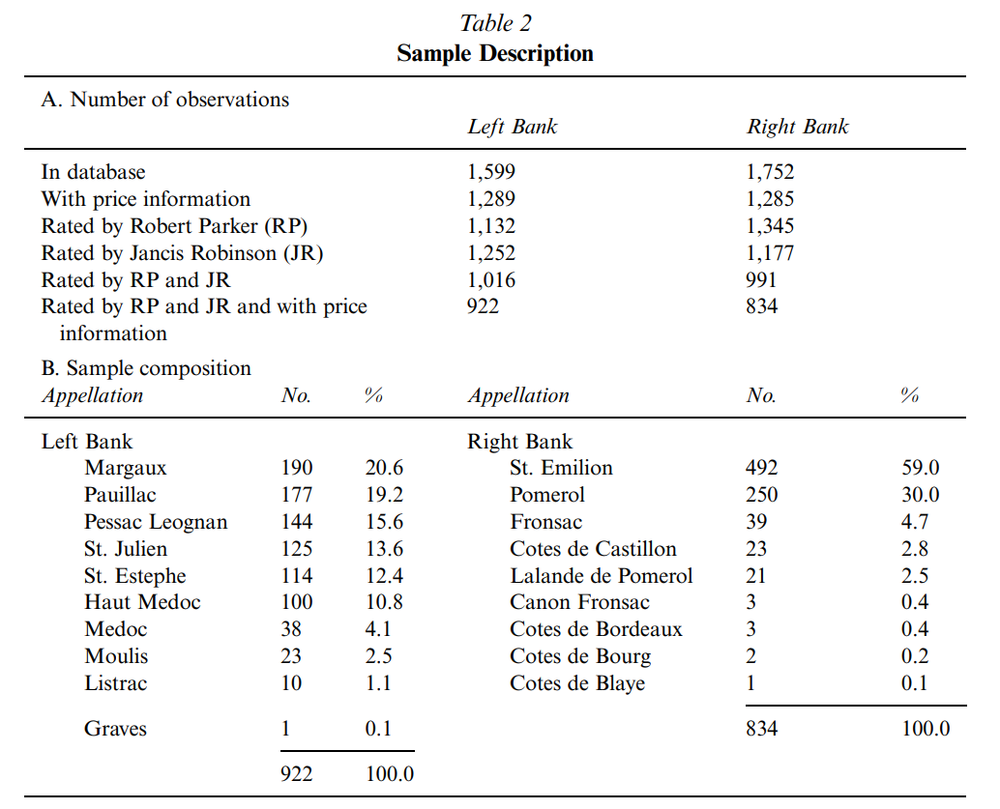 Table 2
Sample Description
A. Number of observations
Left Bank Right Bank
In database 1,599 1,752
With price information 1,289 1,285
Rated by Robert Parker (RP) 1,132 1,345
Rated by Jancis Robinson (JR) 1,252 1,177
Rated by RP and JR 1,016 991
Rated by RP and JR and with price 922 834
information
B. Sample composition
Appellation No. % Appellation No. %
Left Bank Right Bank
Margaux 190 20.6 St. Emilion 492 59.0
Pauillac 177 19.2 Pomerol 250 30.0
Pessac Leognan 144 15.6 Fronsac 39 4.7
St. Julien 125 13.6 Cotes de Castillon 23 2.8
St. Estephe 114 12.4 Lalande de Pomerol 21 2.5
Haut Medoc 100 10.8 Canon Fronsac 3 0.4
Medoc 38 4.1 Cotes de Bordeaux 3 0.4
Moulis 23 2.5 Cotes de Bourg 2 0.2
Listrac 10 1.1 Cotes de Blaye 1 0.1
Graves 1 0.1 834 100.0
922 100.0